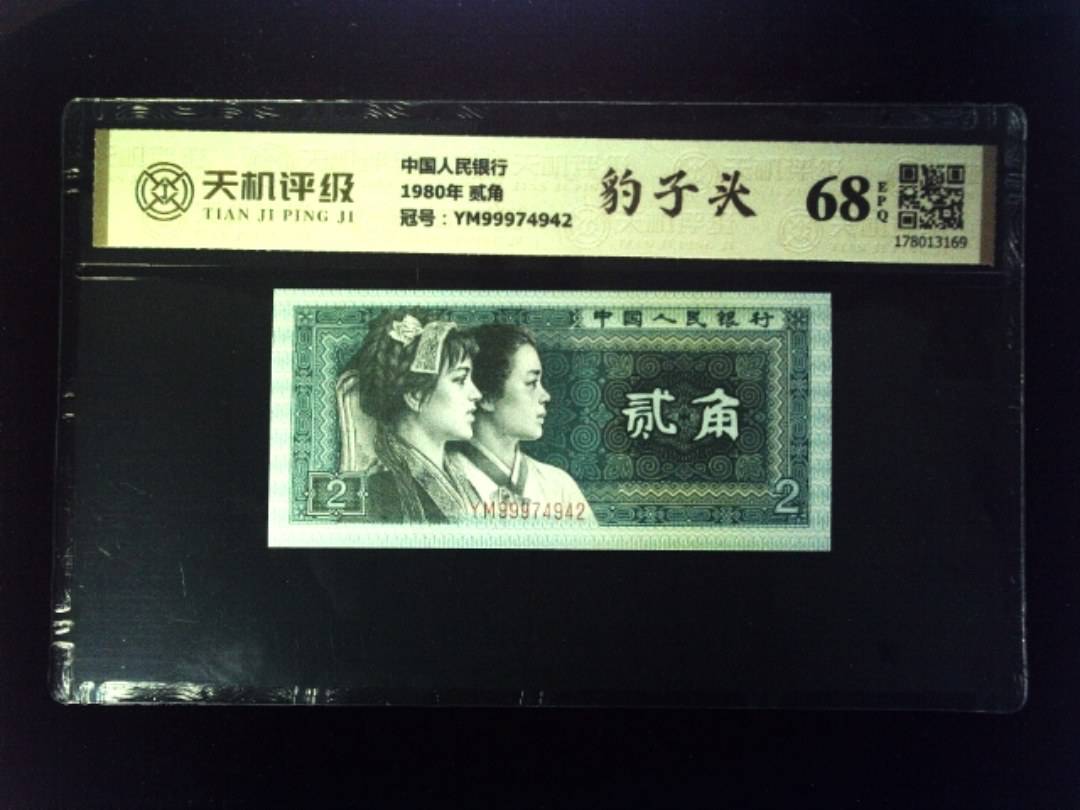 天机评级
TIAN JI PING JI
中国人民银行
1980年 贰角
冠号：YM99974942
豹子头
68
EPQ
178013169
中国人民银行
贰角
2
2
YM99974942